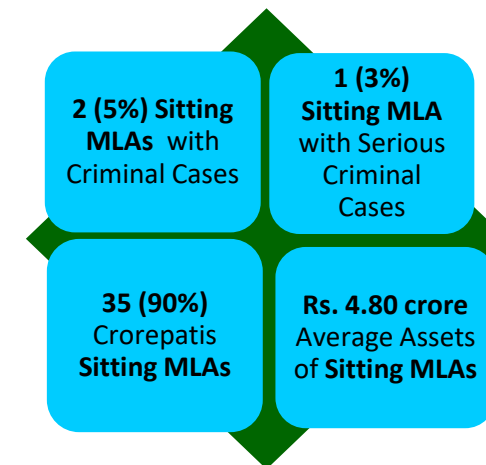 2 (5%) Sitting
MLAs with
Criminal Cases
1 (3%)
Sitting MLA
with Serious
Criminal
Cases
35 (90%)
Crorepatis
Sitting MLAs
Rs. 4.80 crore
Average Assets
of Sitting MLAs